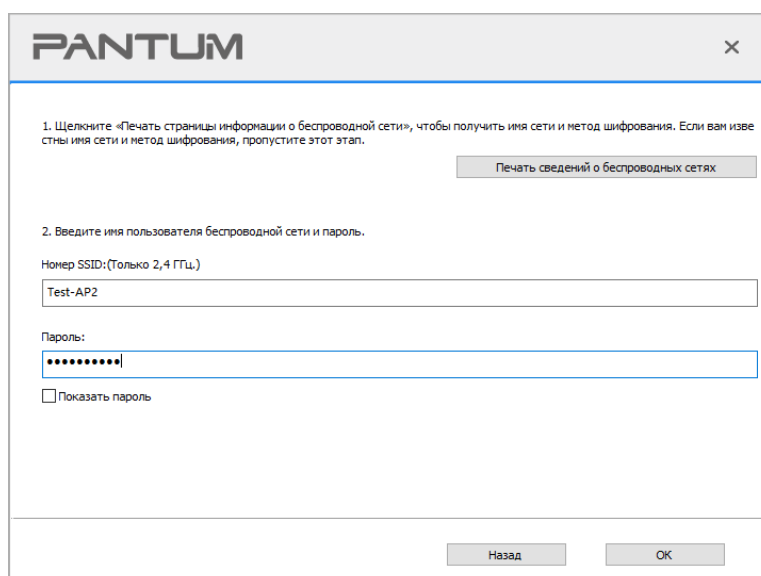 PANTUM
1. Щелкните «Печать страницы информации о беспроводной сети», чтобы получить имя сети и метод шифрования. Если вам изве
стны имя сети и метод шифрования, пропустите этот этап.
Печать сведений о беспроводных сетях
2. Введите имя пользователя беспроводной сети и пароль.
Номер SSID:(Только 2,4 ГГц.)
Test-AP2
Пароль:
••••••••••
Показать пароль
Назад
OK